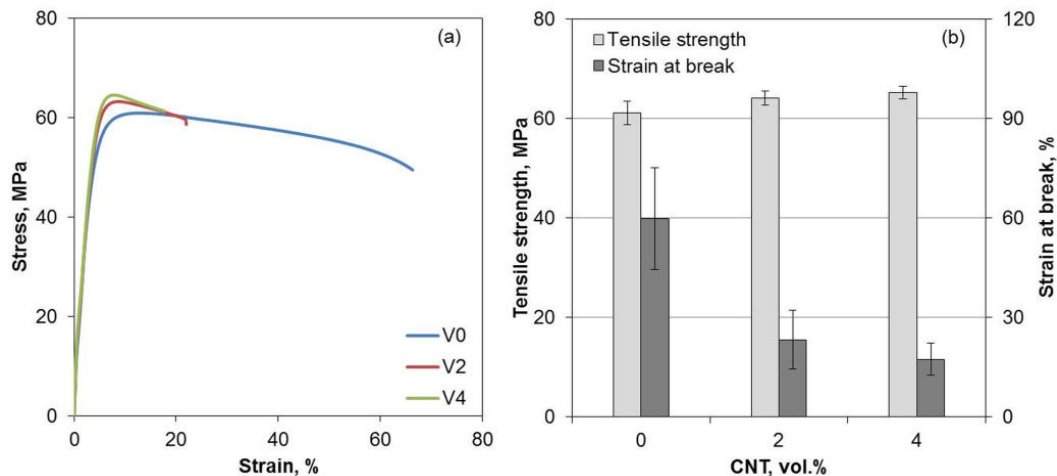 (a)
80
60
40
20
0
Stress, MPa
0 20 40 60 80
Strain, %
V0
V2
V4
(b)
Tensile strength
Strain at break
80
60
40
20
0
Tensile strength, MPa
120
90
60
30
0
Strain at break, %
0 2 4
CNT, vol.%